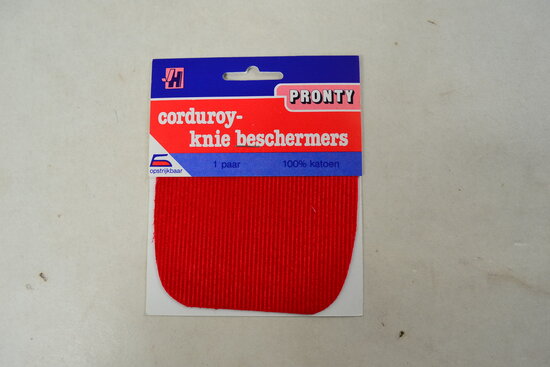 H
PRONTY
corduroy-
knie beschermers
1 paar 100% katoen
opstrijkbaar